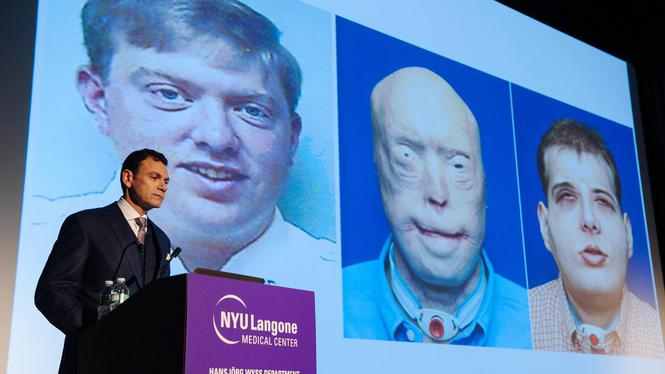 NYU Langone
MEDICAL CENTER
HANSJÖRG WYSS DEPARTMENT